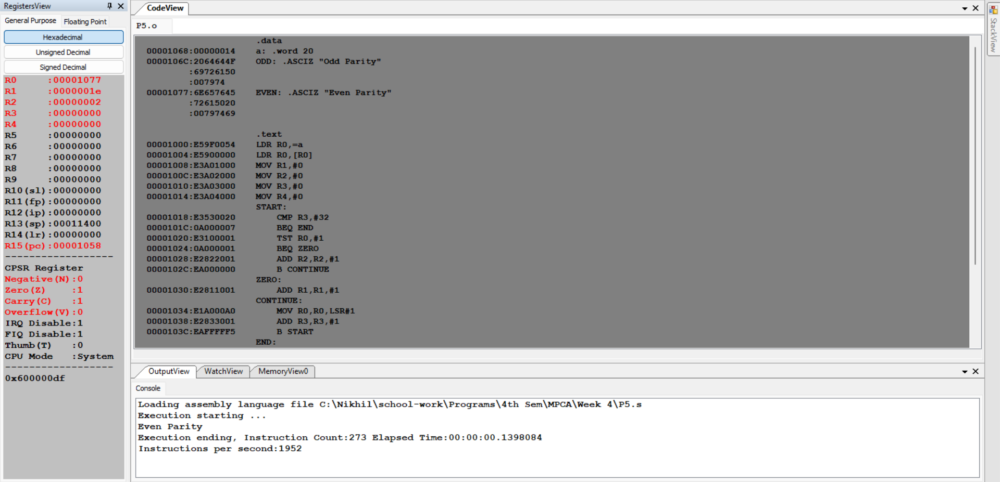 RegistersView
General Purpose Floating Point
Hexadecimal
Unsigned Decimal
Signed Decimal
R0 :00001077
R1 :0000001e
R2 :00000002
R3 :00000000
R4 :00000000
R5 :00000000
R6 :00000000
R7 :00000000
R8 :00000000
R9 :00000000
R10(sl):00000000
R11(fp):00000000
R12(ip):00000000
R13(sp):00011400
R14(lr):00000000
R15(pc):00001058
------------------
CPSR Register
Negative(N):0
Zero(Z) :1
Carry(C) :1
Overflow(V):0
IRQ Disable:1
FIQ Disable:1
Thumb(T) :0
CPU Mode :System
------------------
0x600000df
CodeView
P5.o
.data
00001068:00000014 a: .word 20
0000106C:2064644F ODD: .ASCIZ "Odd Parity"
:69726150
:007974
00001077:6E657645 EVEN: .ASCIZ "Even Parity"
:72615020
:00797469
.text
00001000:E59F0054 LDR R0,=a
00001004:E5900000 LDR R0,[R0]
00001008:E3A01000 MOV R1,#0
0000100C:E3A02000 MOV R2,#0
00001010:E3A03000 MOV R3,#0
00001014:E3A04000 MOV R4,#0
START:
00001018:E3530020 CMP R3,#32
0000101C:0A000007 BEQ END
00001020:E3100001 TST R0,#1
00001024:0A000001 BEQ ZERO
00001028:E2822001 ADD R2,R2,#1
0000102C:EA000000 B CONTINUE
ZERO:
00001030:E2811001 ADD R1,R1,#1
CONTINUE:
00001034:E1A000A0 MOV R0,R0,LSR#1
00001038:E2833001 ADD R3,R3,#1
0000103C:EAFFFFF5 B START
END:
OutputView WatchView MemoryView0
Console
Loading assembly language file C:\Nikhil\school-work\Programs\4th Sem\MPCA\Week 4\P5.s
Execution starting ...
Even Parity
Execution ending, Instruction Count:273 Elapsed Time:00:00:00.1398084
Instructions per second:1952
StackView